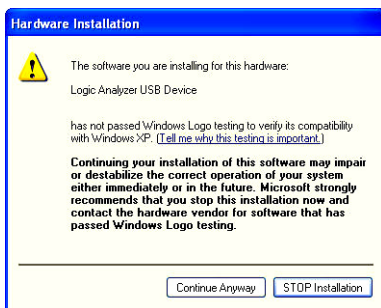 Hardware Installation
The software you are installing for this hardware:
Logic Analyzer USB Device
has not passed Windows Logo testing to verify its compatibility
with Windows XP. (Tell me why this testing is important.)
Continuing your installation of this software may impair
or destabilize the correct operation of your system
either immediately or in the future. Microsoft strongly
recommends that you stop this installation now and
contact the hardware vendor for software that has
passed Windows Logo testing.
Continue Anyway
STOP Installation